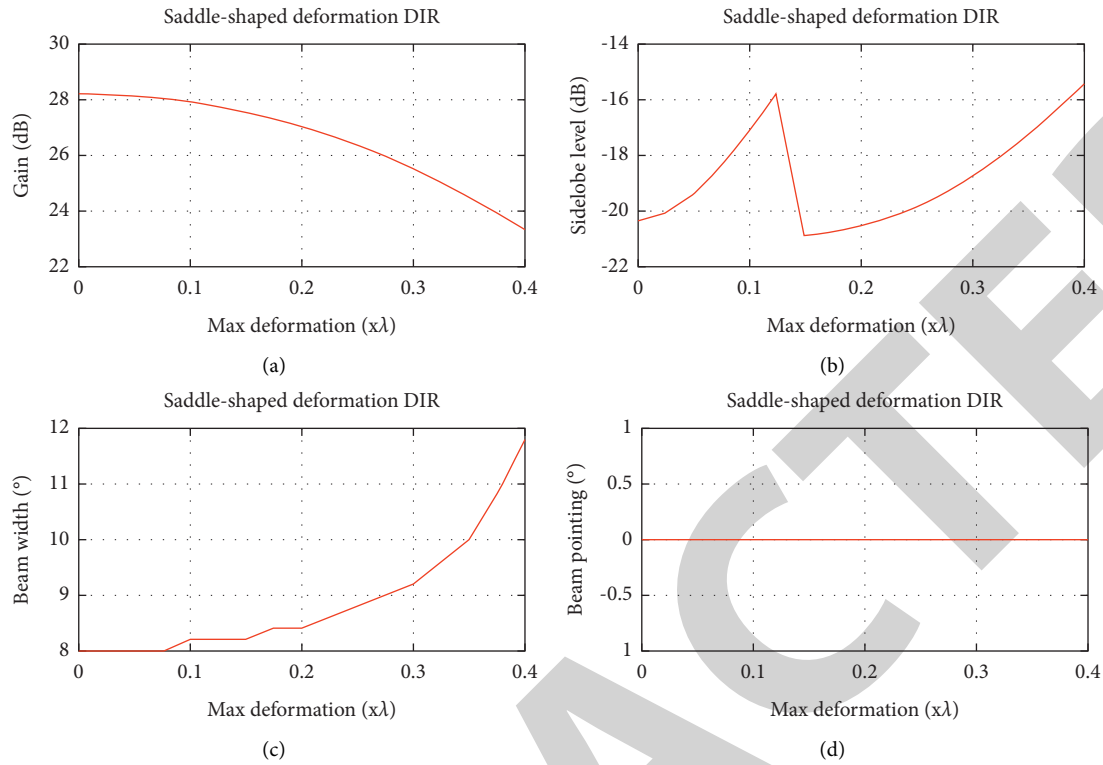 Saddle-shaped deformation DIR
30
28
26
24
22
Gain (dB)
0 0.1 0.2 0.3 0.4
Max deformation (xλ)
(a)
Saddle-shaped deformation DIR
-14
-16
-18
-20
-22
Sidelobe level (dB)
0 0.1 0.2 0.3 0.4
Max deformation (xλ)
(b)
Saddle-shaped deformation DIR
12
11
10
9
8
Beam width (°)
0 0.1 0.2 0.3 0.4
Max deformation (xλ)
(c)
Saddle-shaped deformation DIR
1
0.5
0
-0.5
1
Beam pointing (°)
0 0.1 0.2 0.3 0.4
Max deformation (xλ)
(d)
ACTE